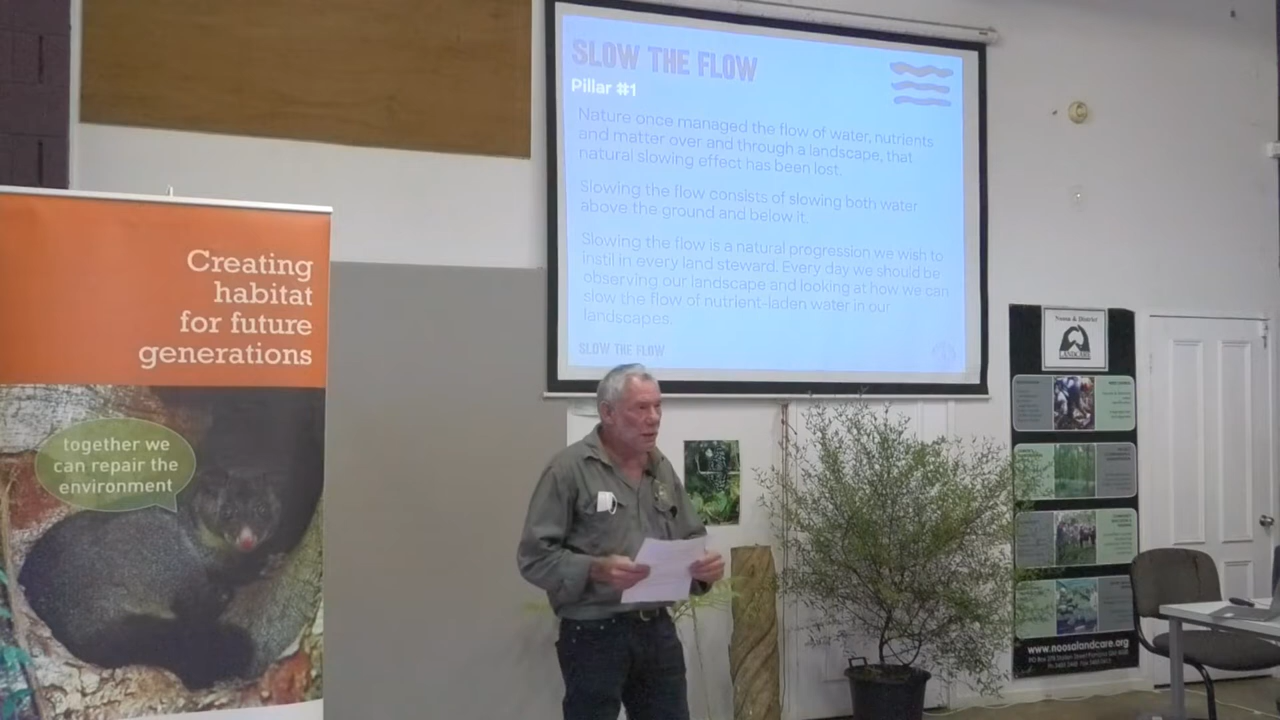 SLOW THE FLOW
Pillar #1
Nature once managed the flow of water, nutrients
and matter over and through a landscape, that
natural slowing effect has been lost.
Slowing the flow consists of slowing both water
above the ground and below it.
Slowing the flow is a natural progression we wish to
instil in every land steward. Every day we should be
observing our landscape and looking at how we can
slow the flow of nutrient-laden water in our
landscapes.
SLOW THE FLOW
Creating
habitat
for future
generations
together we
can repair the
environment
Noosa & District
LANDCARE
www.noosalandcare.org